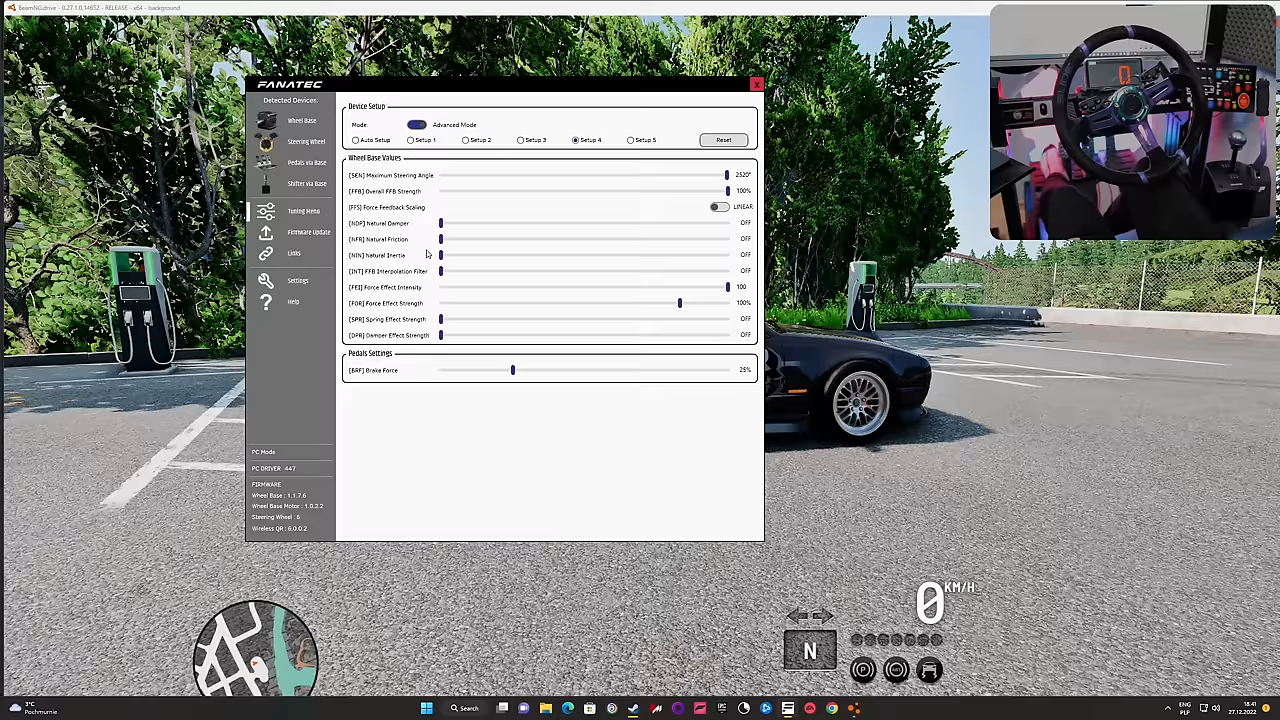 BeamNG.drive - 0.27.1.0.14652 - RELEASE - x64 - background
FANATEC
X
Detected Devices:
Wheel Base
Steering Wheel
Pedals via Base
Shifter via Base
Tuning Menu
Firmware Update
Links
Settings
Help
PC Mode
PC DRIVER 447
FIRMWARE
Wheel Base : 1.1.7.6
Wheel Base Motor : 1.0.2.2
Steering Wheel : 6
Wireless QR : 6.0.0.2
Device Setup
Mode: Advanced Mode
Auto Setup Setup 1 Setup 2 Setup 3 Setup 4 Setup 5 Reset
Wheel Base Values
[SEN] Maximum Steering Angle 2520°
[FFB] Overall FFB Strength 100%
[FFS] Force Feedback Scaling LINEAR
[NDP] Natural Damper OFF
[NFR] Natural Friction OFF
[NIN] Natural Inertia OFF
[INT] FFB Interpolation Filter OFF
[FEI] Force Effect Intensity 100
[FOR] Force Effect Strength 100%
[SPR] Spring Effect Strength OFF
[DPR] Damper Effect Strength OFF
Pedals Settings
[BRF] Brake Force 25%
0
0 KM/H
N
P
ABS
3°C
Pochmurnie
Search
ENG
PLP
18:41
27.12.2022